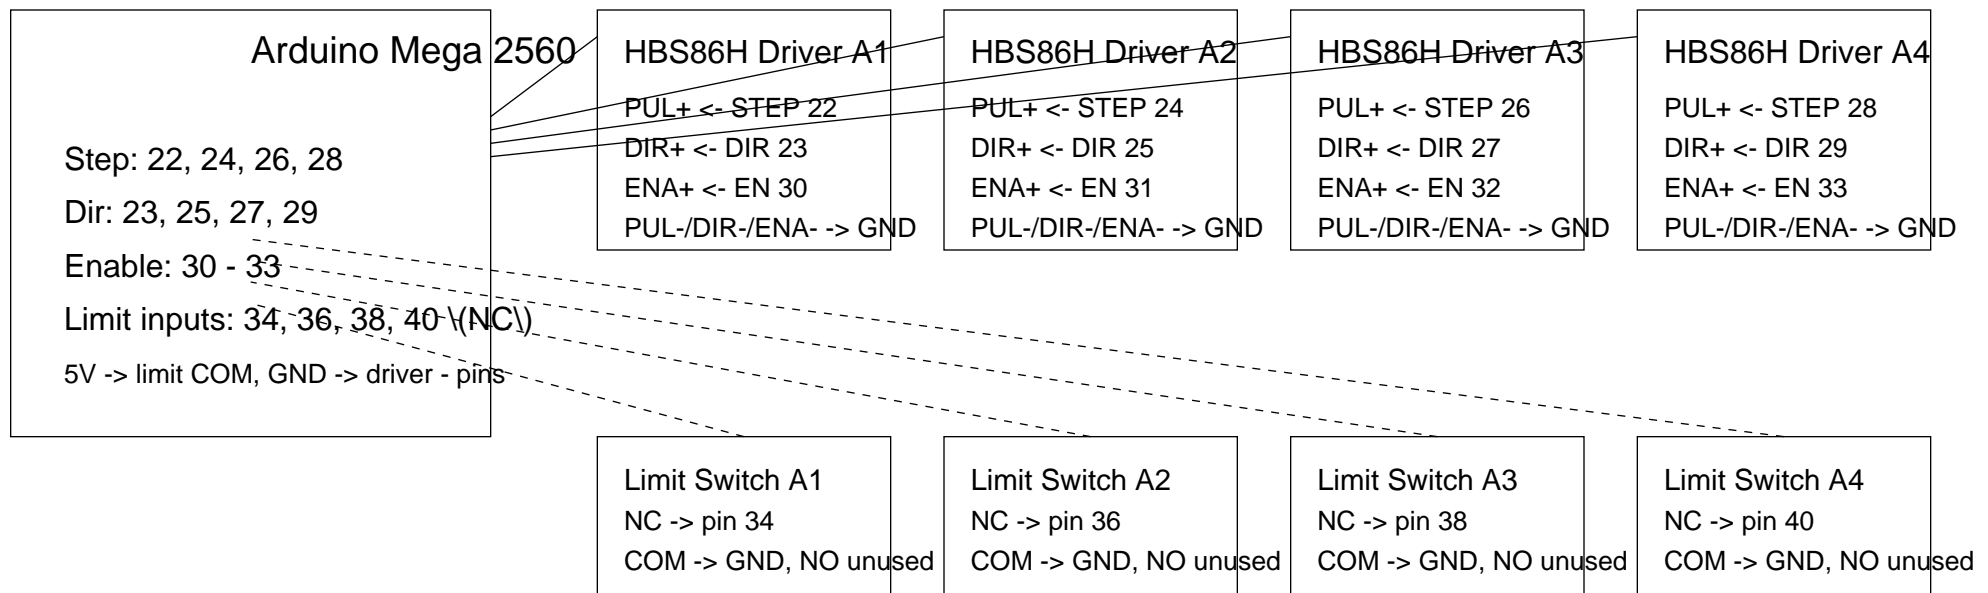 Arduino Mega 2560
Step: 22, 24, 26, 28
Dir: 23, 25, 27, 29
Enable: 30 - 33
Limit inputs: 34, 36, 38, 40 \(NC\)
5V -> limit COM, GND -> driver - pins
HBS86H Driver A1
PUL+ <- STEP 22
DIR+ <- DIR 23
ENA+ <- EN 30
PUL-/DIR-/ENA- -> GND
HBS86H Driver A2
PUL+ <- STEP 24
DIR+ <- DIR 25
ENA+ <- EN 31
PUL-/DIR-/ENA- -> GND
HBS86H Driver A3
PUL+ <- STEP 26
DIR+ <- DIR 27
ENA+ <- EN 32
PUL-/DIR-/ENA- -> GND
HBS86H Driver A4
PUL+ <- STEP 28
DIR+ <- DIR 29
ENA+ <- EN 33
PUL-/DIR-/ENA- -> GND
Limit Switch A1
NC -> pin 34
COM -> GND, NO unused
Limit Switch A2
NC -> pin 36
COM -> GND, NO unused
Limit Switch A3
NC -> pin 38
COM -> GND, NO unused
Limit Switch A4
NC -> pin 40
COM -> GND, NO unused